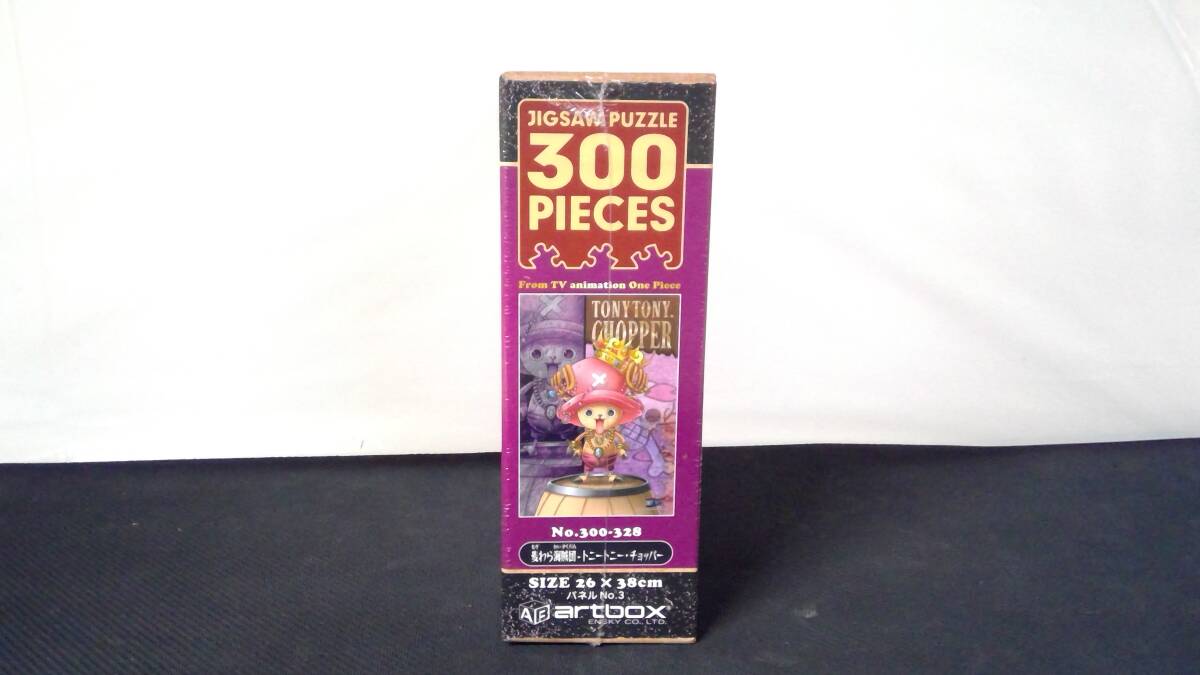 JIGSAW PUZZLE
300
PIECES
From TV animation One Piece
TONYTONY.
CHOPPER
No.300-328
麦わら海賊団-トニートニー・チョッパー
SIZE 26 × 38cm
パネルNo.3
artbox
ENSKY CO., LTD.